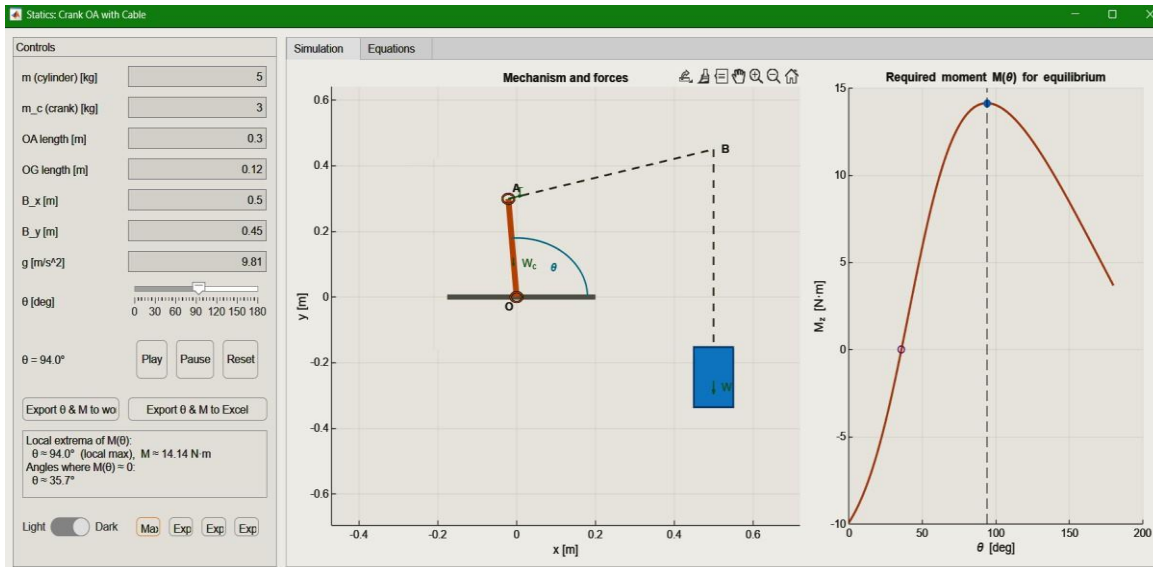 Statics: Crank OA with Cable
Controls
m (cylinder) [kg] 5
m_c (crank) [kg] 3
OA length [m] 0.3
OG length [m] 0.12
B_x [m] 0.5
B_y [m] 0.45
g [m/s^2] 9.81
θ [deg]
0 30 60 90 120 150 180
θ = 94.0°
Play Pause Reset
Export θ & M to wo Export θ & M to Excel
Local extrema of M(θ):
θ ≈ 94.0° (local max), M ≈ 14.14 N·m
Angles where M(θ) ≈ 0:
θ ≈ 35.7°
Light Dark Max Exp Exp Exp
Simulation Equations
Mechanism and forces
0.6
0.4
0.2
0
-0.2
-0.4
-0.6
y [m]
A
T
B
W_c
θ
O
W
-0.4 -0.2 0 0.2 0.4 0.6
x [m]
Required moment M(θ) for equilibrium
15
10
5
0
-5
-10
M_z [N·m]
0 50 100 150 200
θ [deg]